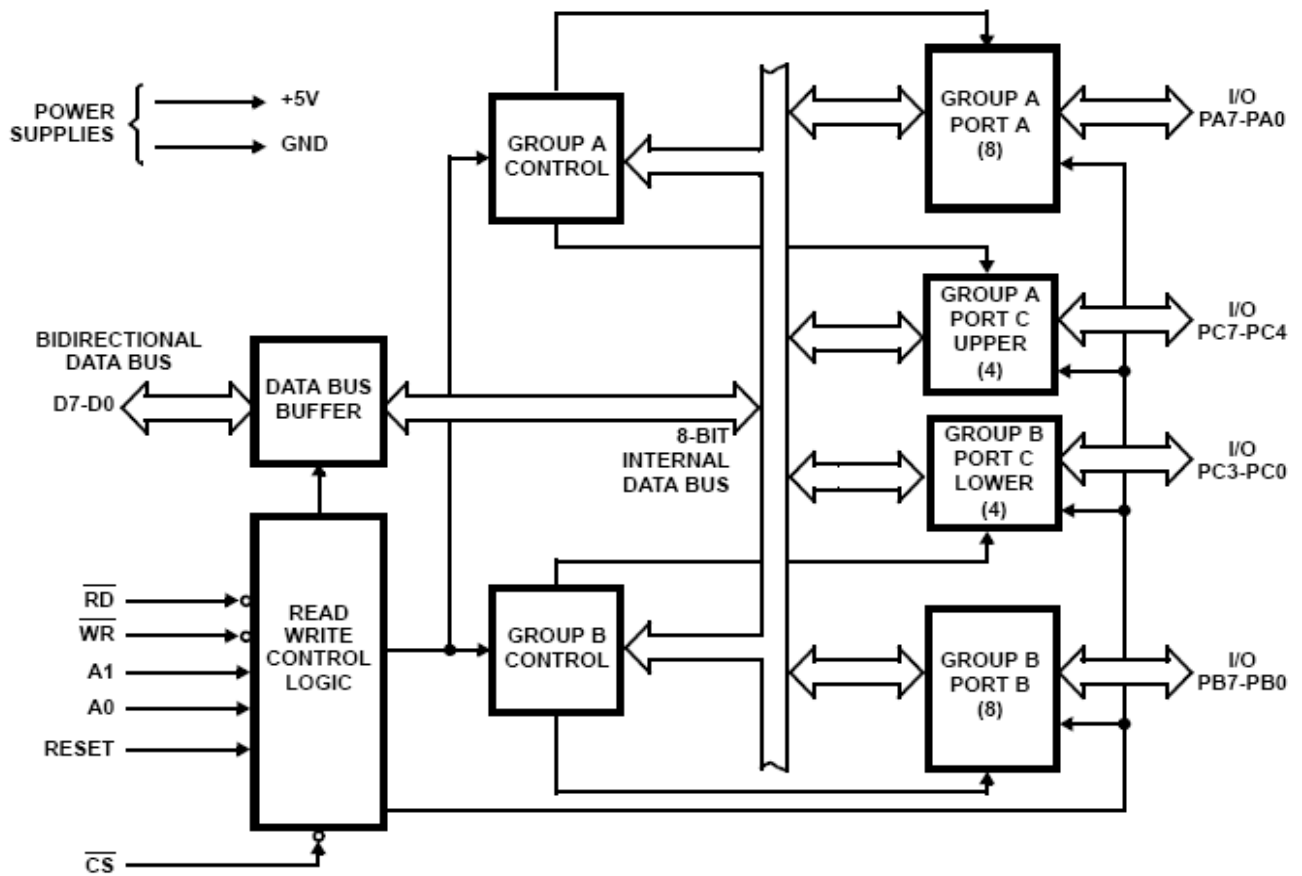 POWER
SUPPLIES
+5V
GND
GROUP A
CONTROL
GROUP A
PORT A
(8)
I/O
PA7-PA0
GROUP A
PORT C
UPPER
(4)
I/O
PC7-PC4
BIDIRECTIONAL
DATA BUS
D7-D0
DATA BUS
BUFFER
8-BIT
INTERNAL
DATA BUS
GROUP B
PORT C
LOWER
(4)
I/O
PC3-PC0
RD
WR
A1
A0
RESET
CS
READ
WRITE
CONTROL
LOGIC
GROUP B
CONTROL
GROUP B
PORT B
(8)
I/O
PB7-PB0